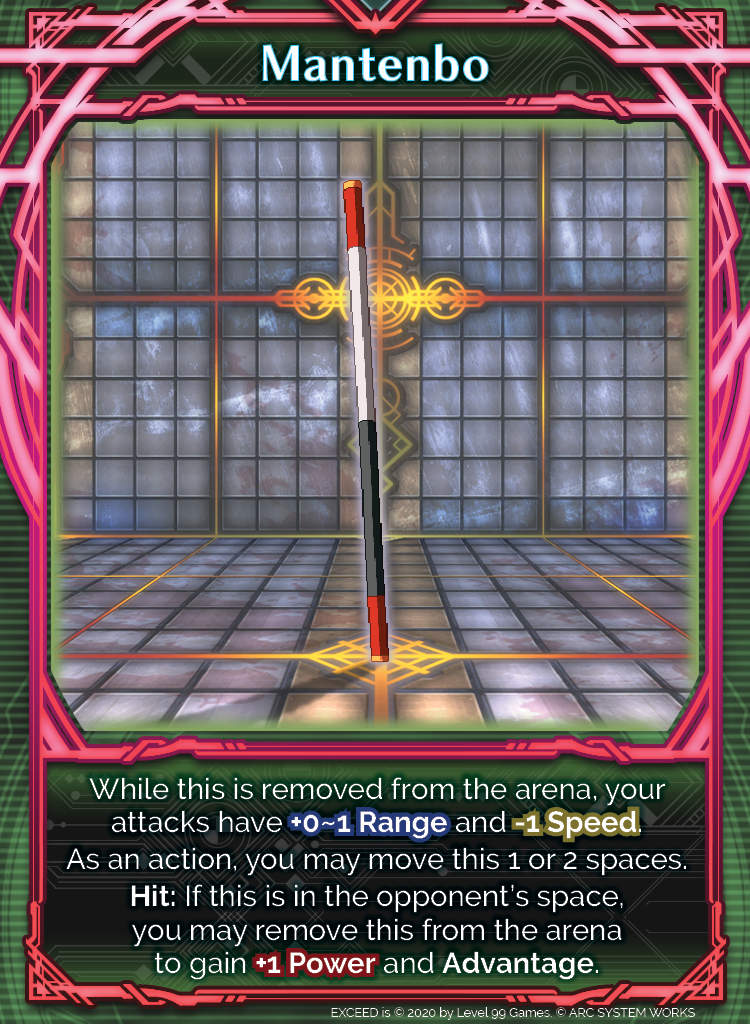 Mantenbo
While this is removed from the arena, your
attacks have +0~1 Range and -1 Speed.
As an action, you may move this 1 or 2 spaces.
Hit: If this is in the opponent's space,
you may remove this from the arena
to gain +1 Power and Advantage.
EXCEED is © 2020 by Level 99 Games. © ARC SYSTEM WORKS